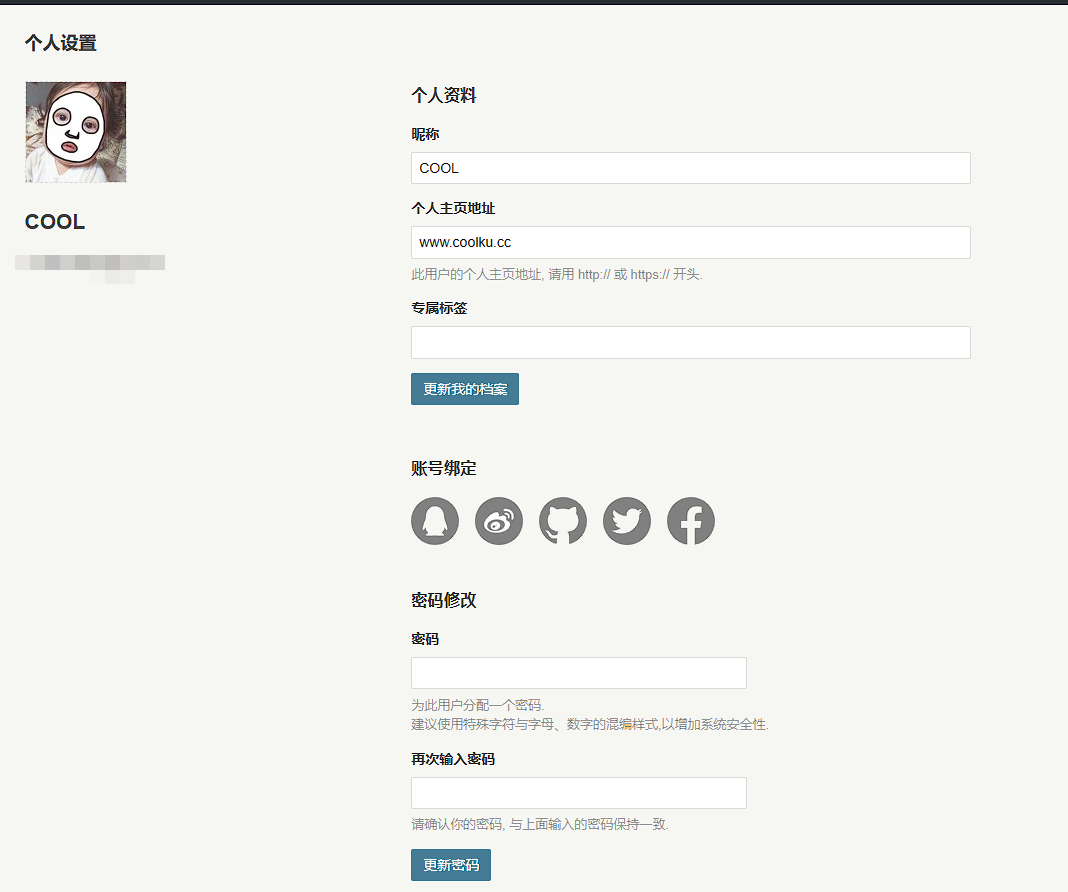 个人设置
COOL
个人资料
昵称
COOL
个人主页地址
www.coolku.cc
此用户的个人主页地址, 请用 http:// 或 https:// 开头.
专属标签
更新我的档案
账号绑定
密码修改
密码
为此用户分配一个密码.
建议使用特殊字符与字母、数字的混编样式,以增加系统安全性.
再次输入密码
请确认你的密码, 与上面输入的密码保持一致.
更新密码